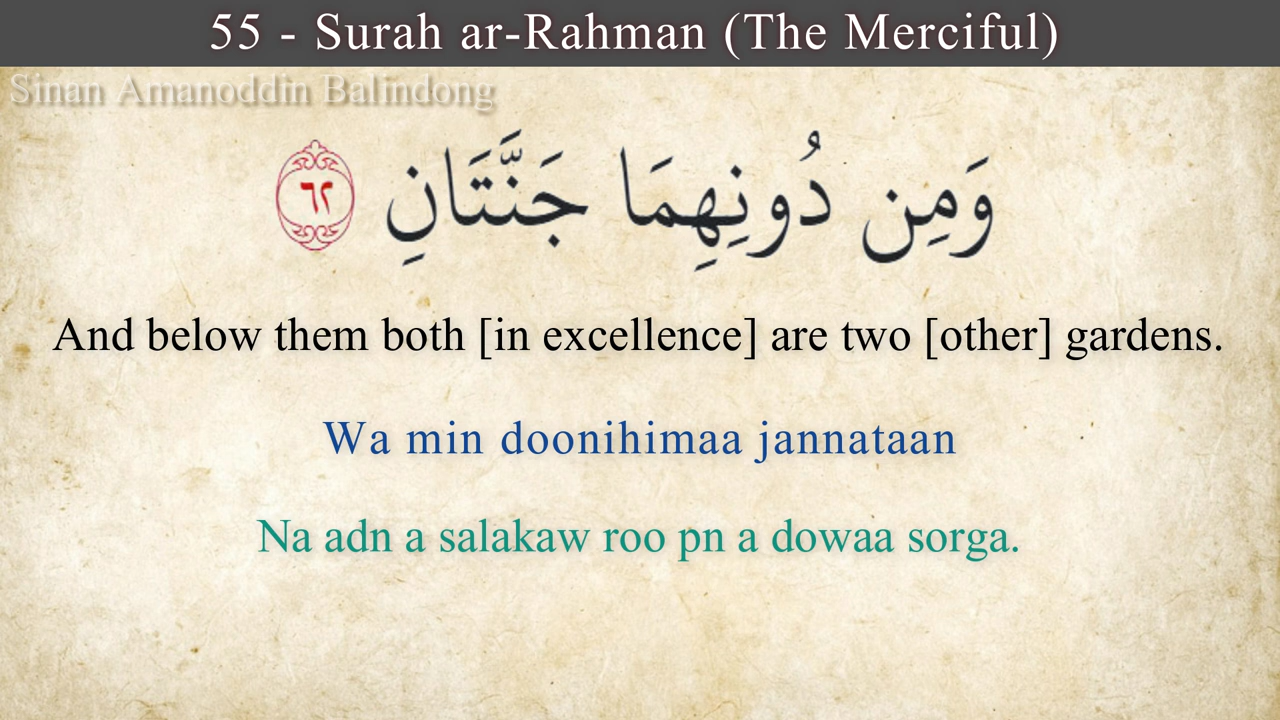 55 - Surah ar-Rahman (The Merciful)
Sinan Amanoddin Balindong
وَمِن دُونِهِمَا جَنَّتَانِ ٦٢
And below them both [in excellence] are two [other] gardens.
Wa min doonihimaa jannataan
Na adn a salakaw roo pn a dowaa sorga.